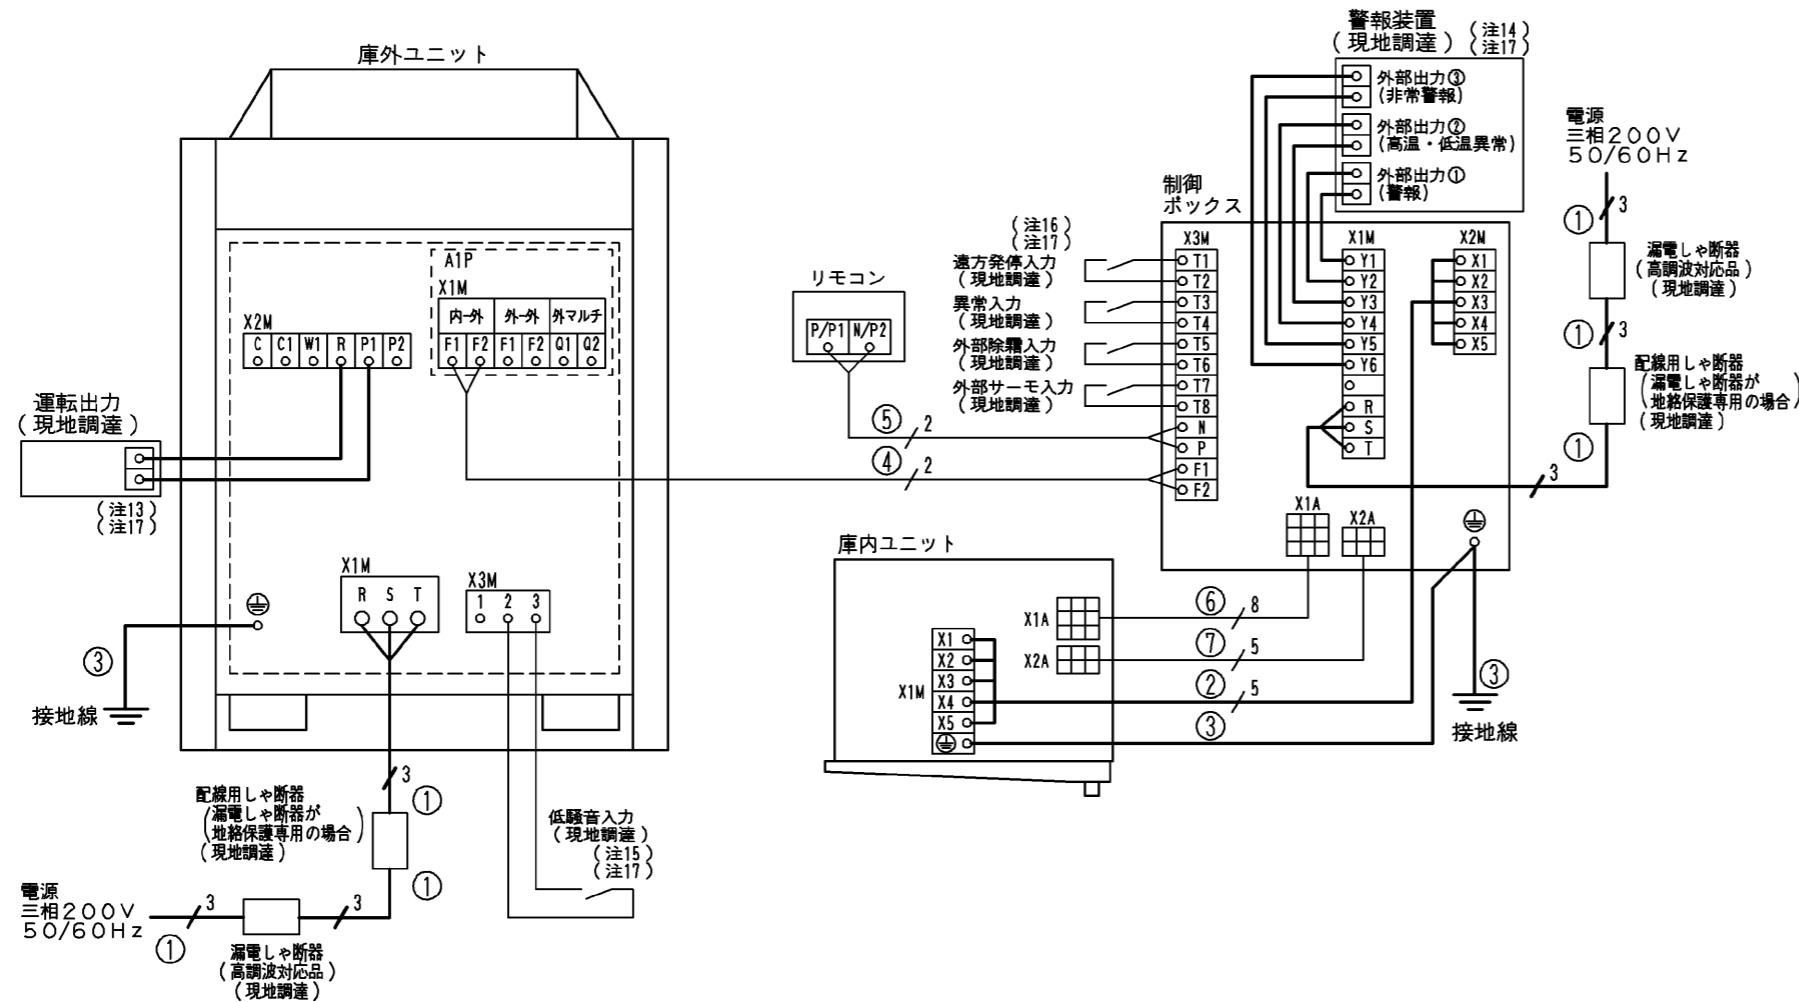 庫外ユニット
A1P
X1M
内-外 外-外 外マルチ
F1 F2 F1 F2 Q1 Q2
X2M
C C1 W1 R P1 P2
運転出力
(現地調達)
(注13)
(注17)
X1M
R S T
X3M
1 2 3
③
接地線
3
①
配線用しゃ断器
(漏電しゃ断器が
地絡保護専用の場合)
(現地調達)
①
電源
三相200V
50/60Hz
3
①
3
漏電しゃ断器
(高調波対応品)
(現地調達)
低騒音入力
(現地調達)
(注15)
(注17)
リモコン
P/P1 N/P2
⑤ 2
④ 2
(注16)
(注17)
遠方発停入力
(現地調達)
異常入力
(現地調達)
外部除霜入力
(現地調達)
外部サーモ入力
(現地調達)
制御
ボックス
X3M
T1
T2
T3
T4
T5
T6
T7
T8
N
P
F1
F2
X1M
Y1
Y2
Y3
Y4
Y5
Y6
R
S
T
X2M
X1
X2
X3
X4
X5
X1A
X2A
警報装置
(現地調達)
(注14)
(注17)
外部出力③
(非常警報)
外部出力②
(高温・低温異常)
外部出力①
(警報)
電源
三相200V
50/60Hz
3
①
漏電しゃ断器
(高調波対応品)
(現地調達)
3
①
配線用しゃ断器
(漏電しゃ断器が
地絡保護専用の場合)
(現地調達)
①
3
庫内ユニット
X1A
X2A
X1M
X1
X2
X3
X4
X5
⑥ 8
⑦ 5
② 5
③
③
接地線